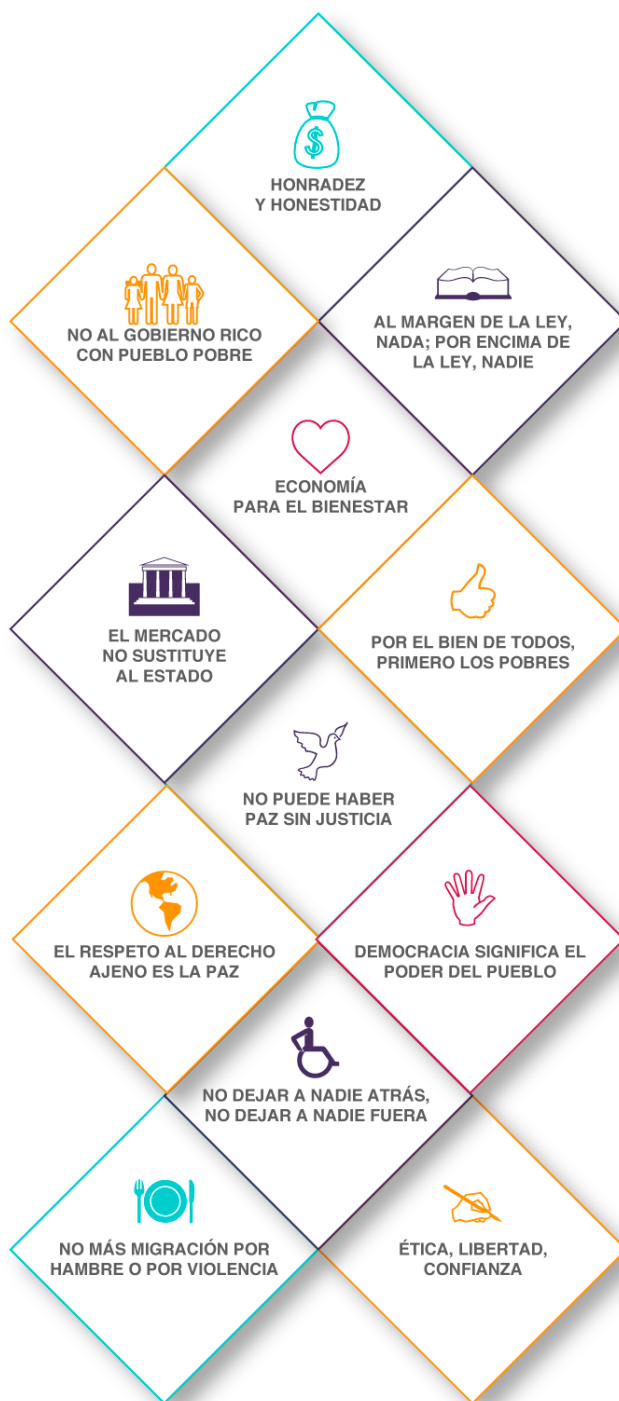 $
HONRADEZ
Y HONESTIDAD
NO AL GOBIERNO RICO
CON PUEBLO POBRE
AL MARGEN DE LA LEY,
NADA; POR ENCIMA DE
LA LEY, NADIE
ECONOMÍA
PARA EL BIENESTAR
EL MERCADO
NO SUSTITUYE
AL ESTADO
POR EL BIEN DE TODOS,
PRIMERO LOS POBRES
NO PUEDE HABER
PAZ SIN JUSTICIA
EL RESPETO AL DERECHO
AJENO ES LA PAZ
DEMOCRACIA SIGNIFICA EL
PODER DEL PUEBLO
NO DEJAR A NADIE ATRÁS,
NO DEJAR A NADIE FUERA
NO MÁS MIGRACIÓN POR
HAMBRE O POR VIOLENCIA
ÉTICA, LIBERTAD,
CONFIANZA